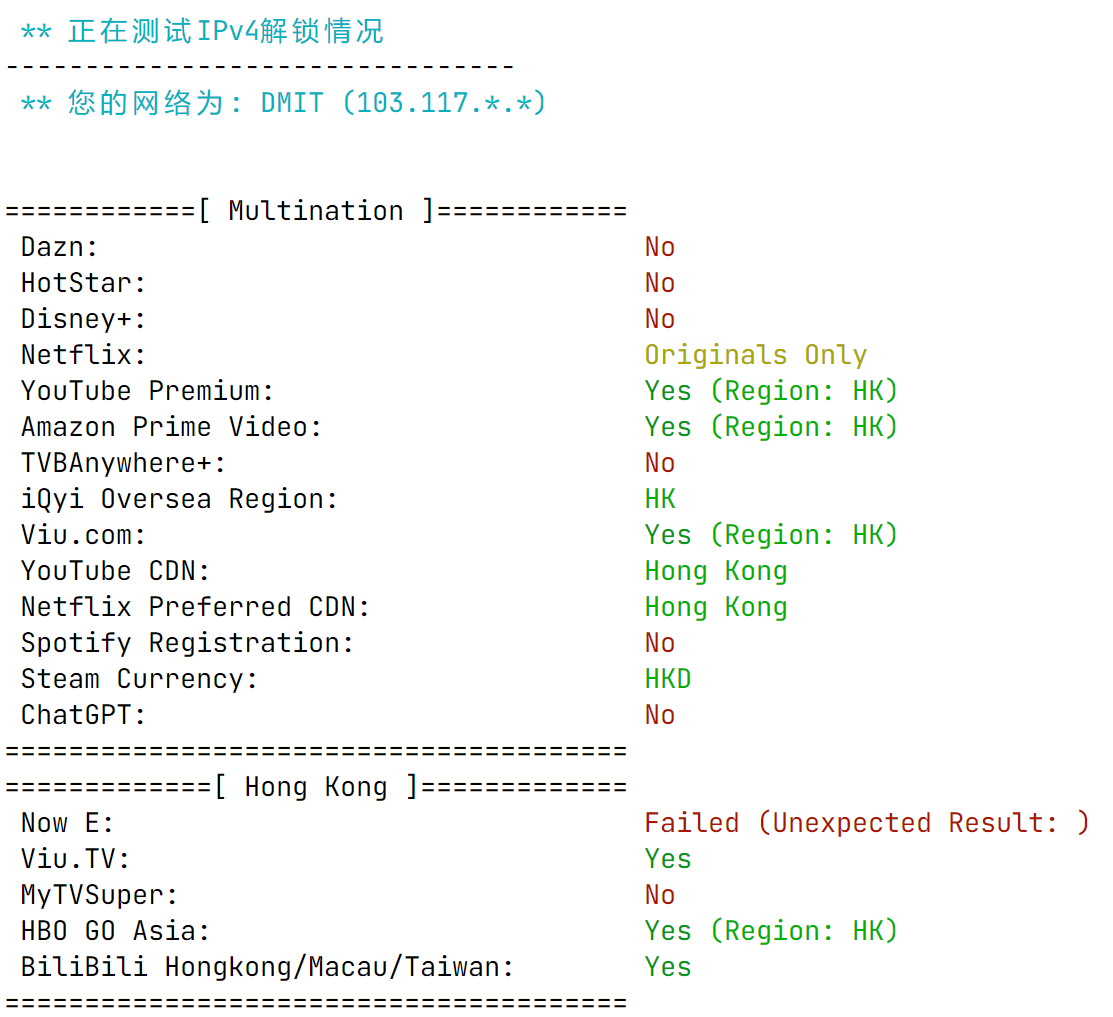 ** 正在测试IPv4解锁情况
--------------------------------
** 您的网络为: DMIT (103.117.*.*)
============[ Multination ]============
Dazn: No
HotStar: No
Disney+: No
Netflix: Originals Only
YouTube Premium: Yes (Region: HK)
Amazon Prime Video: Yes (Region: HK)
TVBAnywhere+: No
iQyi Oversea Region: HK
Viu.com: Yes (Region: HK)
YouTube CDN: Hong Kong
Netflix Preferred CDN: Hong Kong
Spotify Registration: No
Steam Currency: HKD
ChatGPT: No
=======================================
=============[ Hong Kong ]=============
Now E: Failed (Unexpected Result: )
Viu.TV: Yes
MyTVSuper: No
HBO GO Asia: Yes (Region: HK)
BiliBili Hongkong/Macau/Taiwan: Yes
=======================================